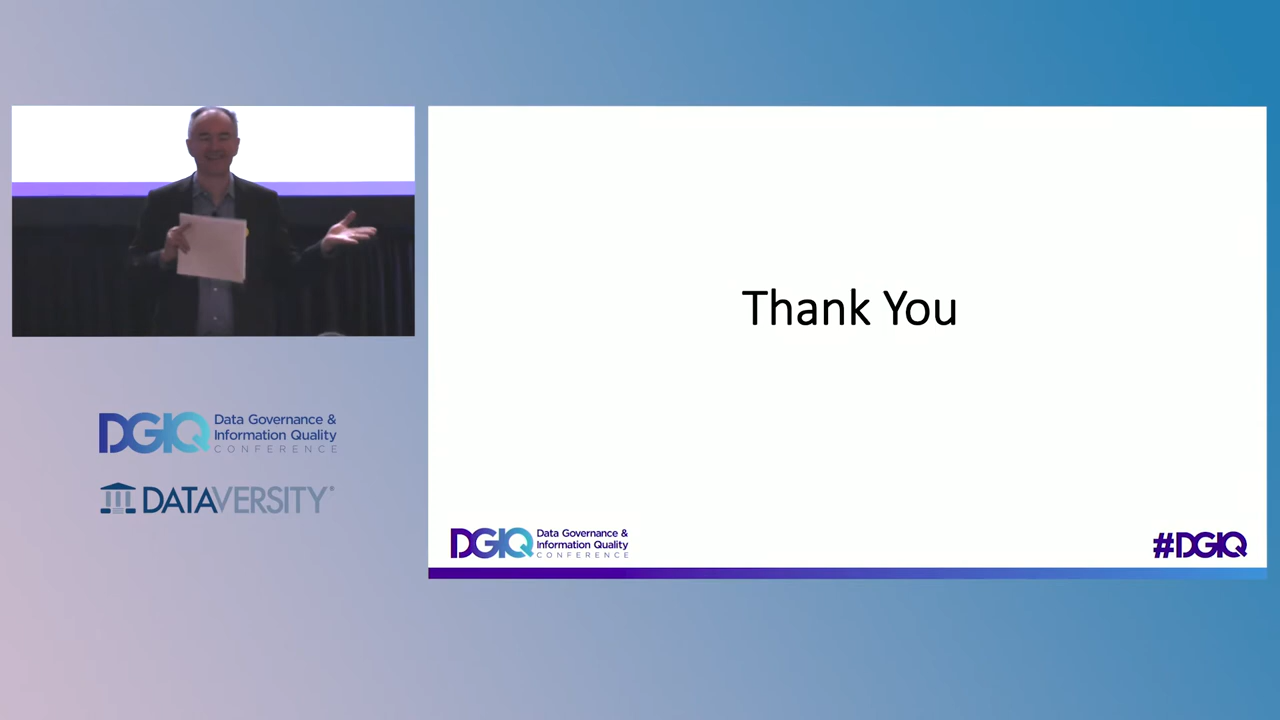 DGIQ Data Governance &
Information Quality
CONFERENCE
DATAVERSITY
Thank You
DGIQ Data Governance &
Information Quality
CONFERENCE
#DGIQ